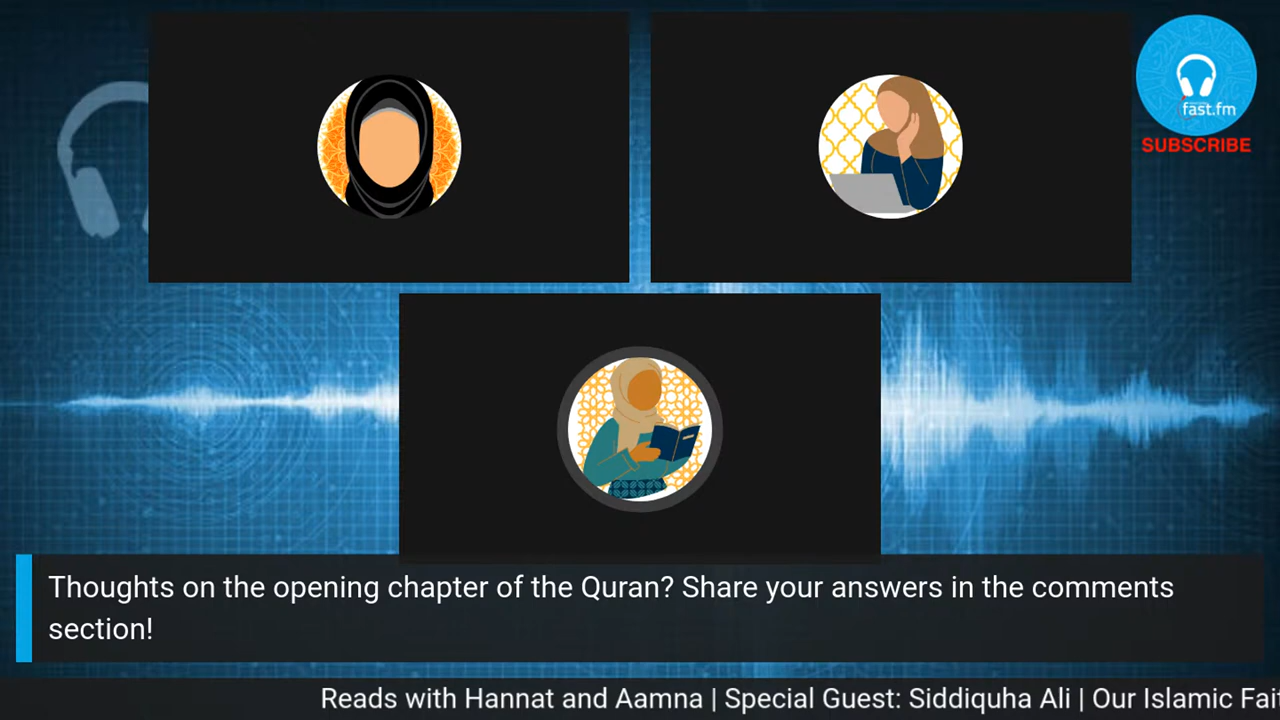 fast.fm
SUBSCRIBE
Thoughts on the opening chapter of the Quran? Share your answers in the comments
section!
Reads with Hannat and Aamna | Special Guest: Siddiquha Ali | Our Islamic Fai